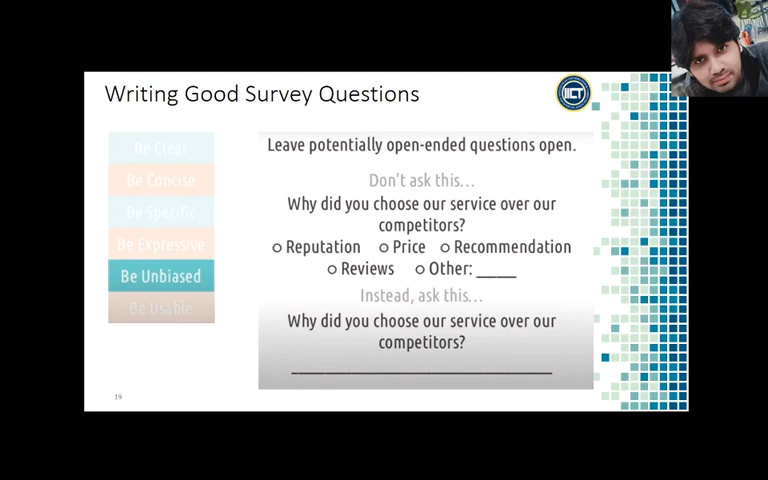 Writing Good Survey Questions
IICT
Be Clear
Be Concise
Be Specific
Be Expressive
Be Unbiased
Be Usable
Leave potentially open-ended questions open.
Don't ask this...
Why did you choose our service over our
competitors?
Reputation Price Recommendation
Reviews Other: ____
Instead, ask this...
Why did you choose our service over our
competitors?
19